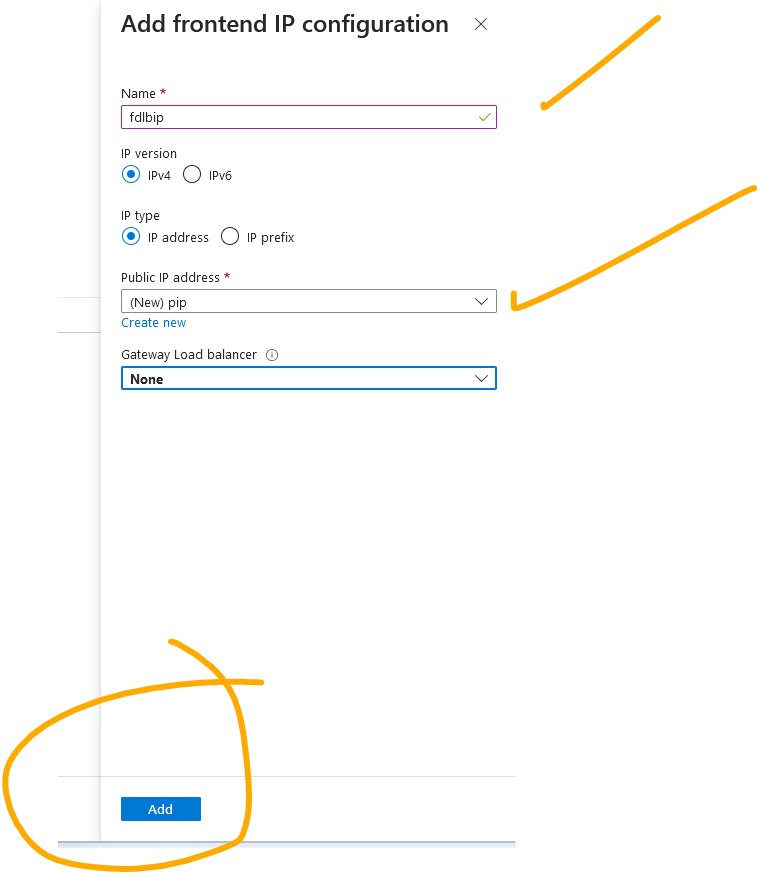 Add frontend IP configuration
Name *
fdlbip
IP version
IPv4 IPv6
IP type
IP address IP prefix
Public IP address *
(New) pip
Create new
Gateway Load balancer
None
Add